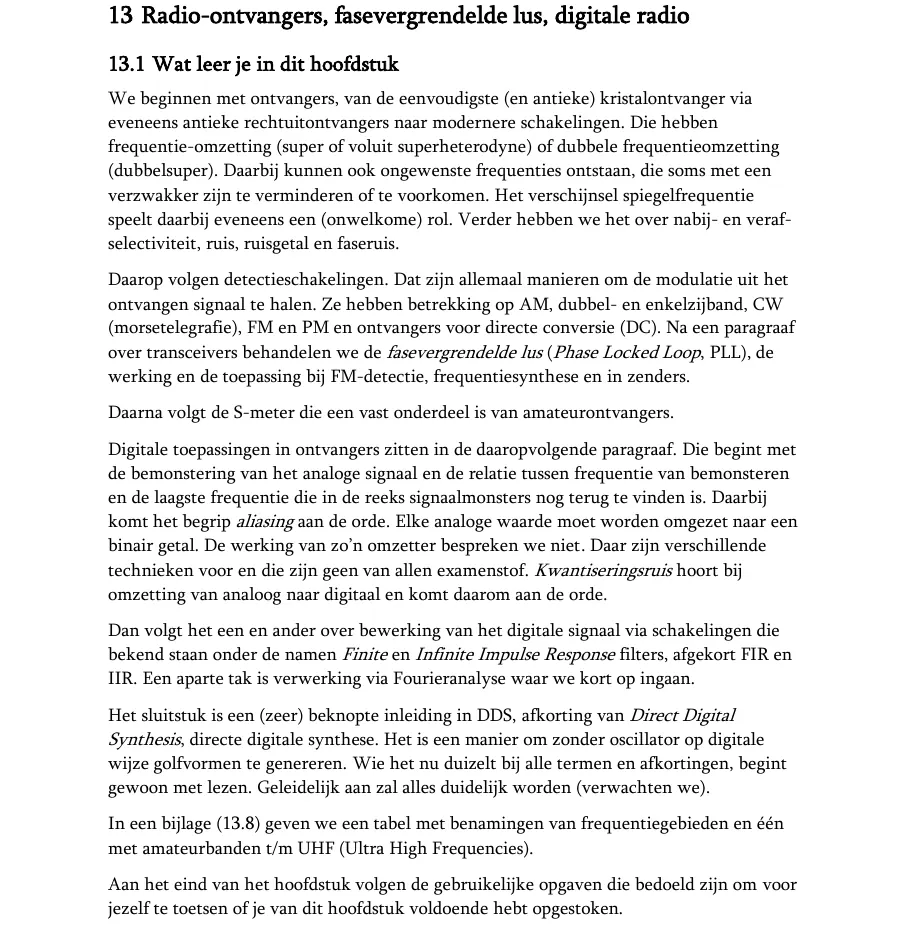 13 Radio-ontvangers, fasevergrendelde lus, digitale radio
13.1 Wat leer je in dit hoofdstuk
We beginnen met ontvangers, van de eenvoudigste (en antieke) kristalontvanger via
eveneens antieke rechtuitontvangers naar modernere schakelingen. Die hebben
frequentie-omzetting (super of voluit superheterodyne) of dubbele frequentieomzetting
(dubbelsuper). Daarbij kunnen ook ongewenste frequenties ontstaan, die soms met een
verzwakker zijn te verminderen of te voorkomen. Het verschijnsel spiegelfrequentie
speelt daarbij eveneens een (onwelkome) rol. Verder hebben we het over nabij- en veraf-
selectiviteit, ruis, ruisgetal en faseruis.
Daarop volgen detectieschakelingen. Dat zijn allemaal manieren om de modulatie uit het
ontvangen signaal te halen. Ze hebben betrekking op AM, dubbel- en enkelzijband, CW
(morsetelegrafie), FM en PM en ontvangers voor directe conversie (DC). Na een paragraaf
over transceivers behandelen we de fasevergrendelde lus (Phase Locked Loop, PLL), de
werking en de toepassing bij FM-detectie, frequentiesynthese en in zenders.
Daarna volgt de S-meter die een vast onderdeel is van amateurontvangers.
Digitale toepassingen in ontvangers zitten in de daaropvolgende paragraaf. Die begint met
de bemonstering van het analoge signaal en de relatie tussen frequentie van bemonsteren
en de laagste frequentie die in de reeks signaalmonsters nog terug te vinden is. Daarbij
komt het begrip aliasing aan de orde. Elke analoge waarde moet worden omgezet naar een
binair getal. De werking van zo’n omzetter bespreken we niet. Daar zijn verschillende
technieken voor en die zijn geen van allen examenstof. Kwantiseringsruis hoort bij
omzetting van analoog naar digitaal en komt daarom aan de orde.
Dan volgt het een en ander over bewerking van het digitale signaal via schakelingen die
bekend staan onder de namen Finite en Infinite Impulse Response filters, afgekort FIR en
IIR. Een aparte tak is verwerking via Fourieranalyse waar we kort op ingaan.
Het sluitstuk is een (zeer) beknopte inleiding in DDS, afkorting van Direct Digital
Synthesis, directe digitale synthese. Het is een manier om zonder oscillator op digitale
wijze golfvormen te genereren. Wie het nu duizelt bij alle termen en afkortingen, begint
gewoon met lezen. Geleidelijk aan zal alles duidelijk worden (verwachten we).
In een bijlage (13.8) geven we een tabel met benamingen van frequentiegebieden en één
met amateurbanden t/m UHF (Ultra High Frequencies).
Aan het eind van het hoofdstuk volgen de gebruikelijke opgaven die bedoeld zijn om voor
jezelf te toetsen of je van dit hoofdstuk voldoende hebt opgestoken.